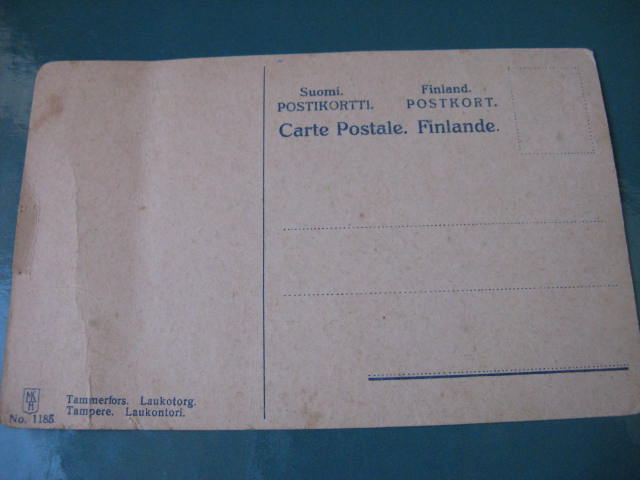 Suomi.
POSTIKORTTI.
Finland.
POSTKORT.
Carte Postale. Finlande.
Tammerfors. Laukotorg.
Tampere. Laukontori.
No. 1185